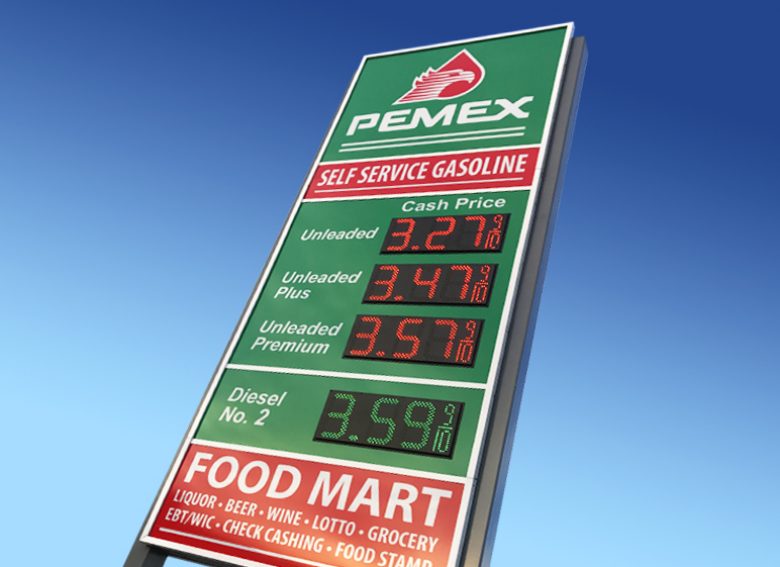 PEMEX
SELF SERVICE GASOLINE
Cash Price
Unleaded 3.27 9/10
Unleaded Plus 3.47 9/10
Unleaded Premium 3.57 9/10
Diesel No. 2 3.59 9/10
FOOD MART
LIQUOR • BEER • WINE • LOTTO • GROCERY
EBT/WIC • CHECK CASHING • FOOD STAMP